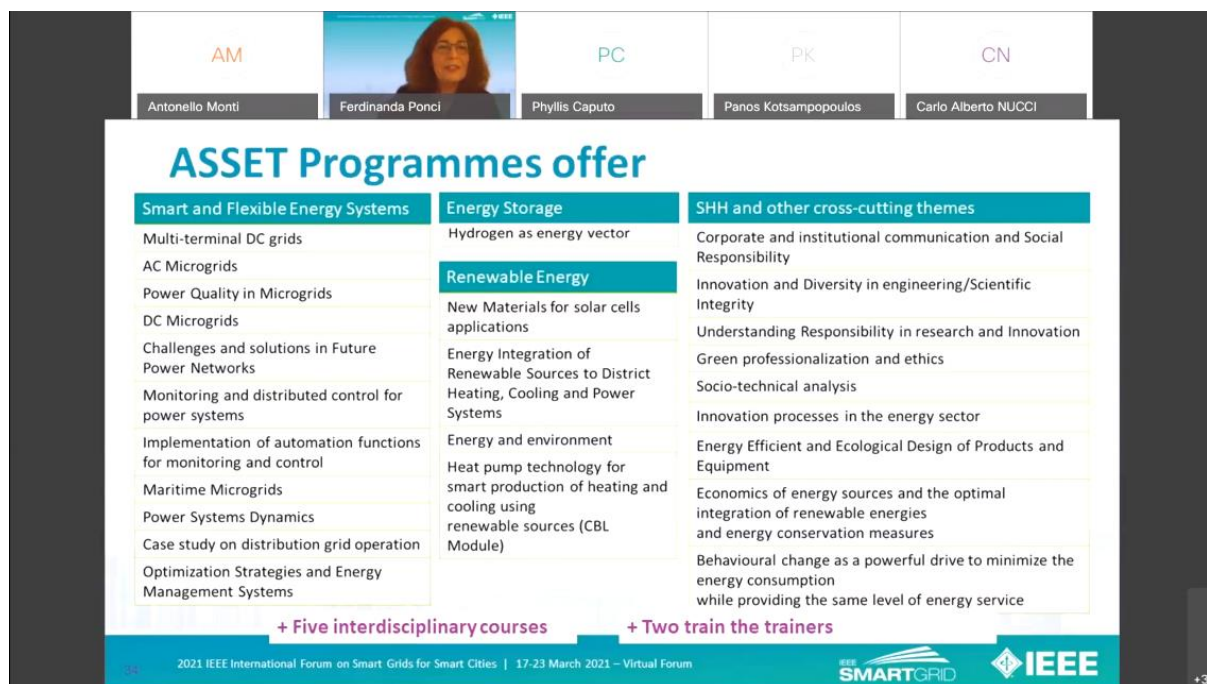 AM
PC
PK
CN
Antonello Monti
Ferdinanda Ponci
Phyllis Caputo
Panos Kotsampopoulos
Carlo Alberto NUCCI
IEEE
ASSET Programmes offer
Smart and Flexible Energy Systems
Multi-terminal DC grids
AC Microgrids
Power Quality in Microgrids
DC Microgrids
Challenges and solutions in Future
Power Networks
Monitoring and distributed control for
power systems
Implementation of automation functions
for monitoring and control
Maritime Microgrids
Power Systems Dynamics
Case study on distribution grid operation
Optimization Strategies and Energy
Management Systems
Energy Storage
Hydrogen as energy vector
Renewable Energy
New Materials for solar cells
applications
Energy Integration of
Renewable Sources to District
Heating, Cooling and Power
Systems
Energy and environment
Heat pump technology for
smart production of heating and
cooling using
renewable sources (CBL
Module)
SHH and other cross-cutting themes
Corporate and institutional communication and Social
Responsibility
Innovation and Diversity in engineering/Scientific
Integrity
Understanding Responsibility in research and Innovation
Green professionalization and ethics
Socio-technical analysis
Innovation processes in the energy sector
Energy Efficient and Ecological Design of Products and
Equipment
Economics of energy sources and the optimal
integration of renewable energies
and energy conservation measures
Behavioural change as a powerful drive to minimize the
energy consumption
while providing the same level of energy service
+ Five interdisciplinary courses
+ Two train the trainers
34
2021 IEEE International Forum on Smart Grids for Smart Cities | 17-23 March 2021 – Virtual Forum
IEEE
SMARTGRID
IEEE
+3